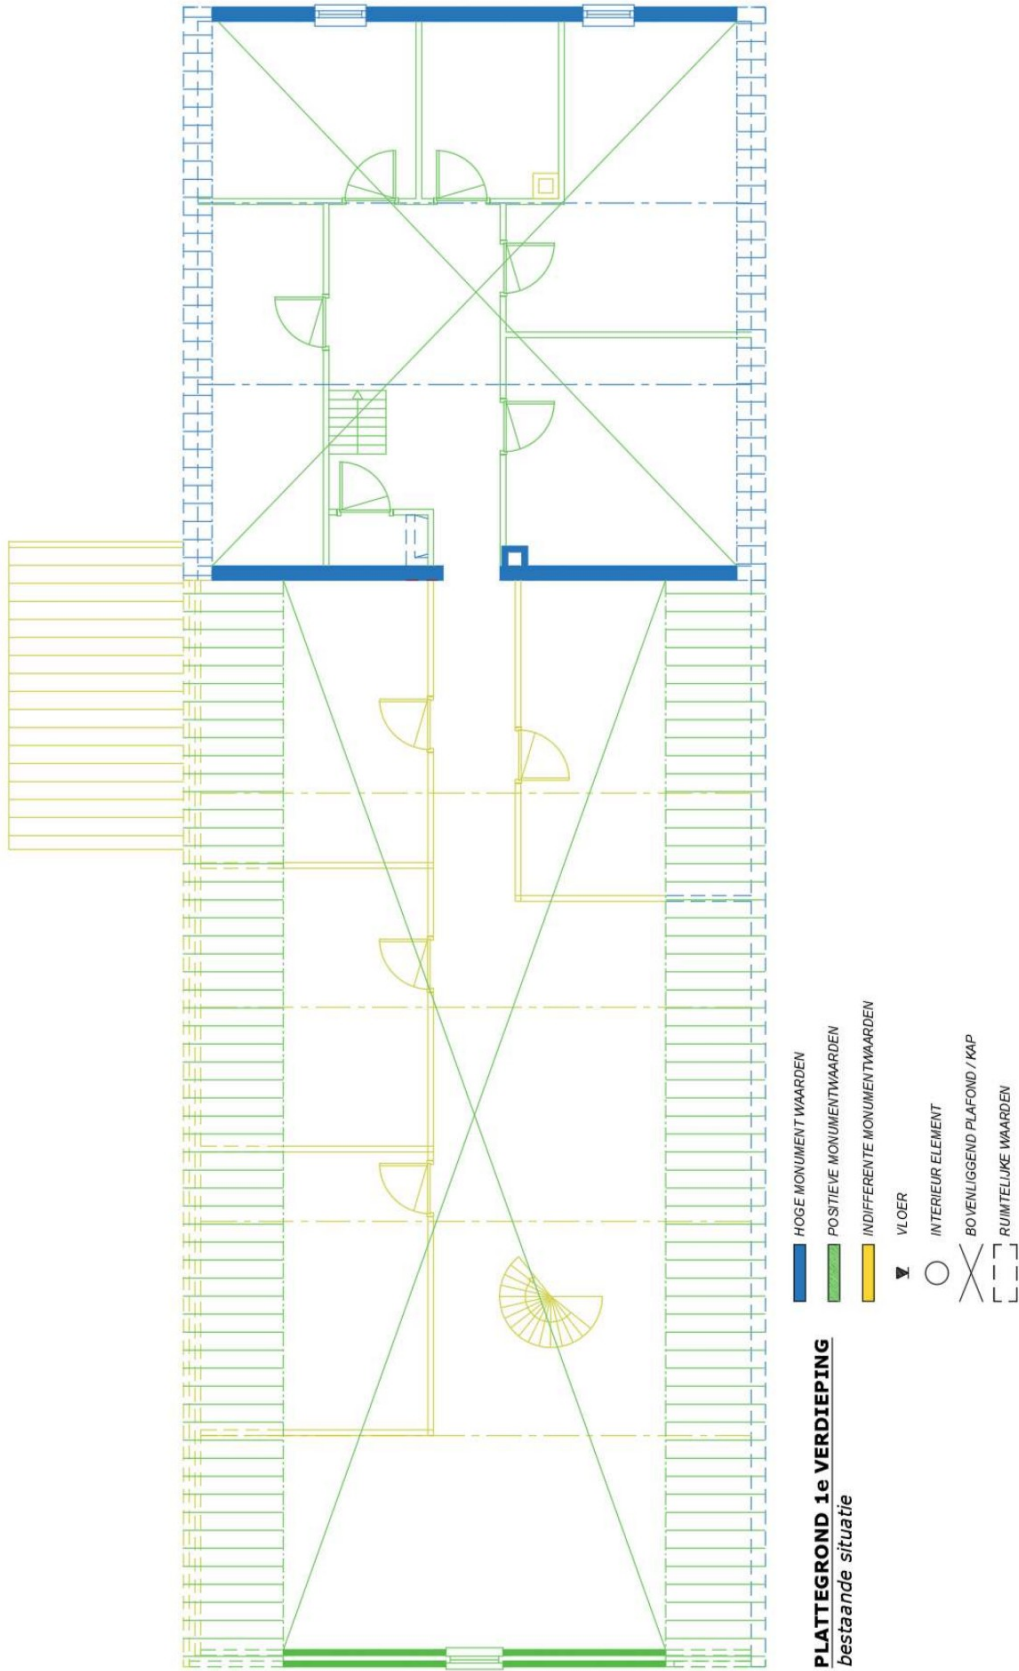 PLATTEGROND 1e VERDIEPING
bestaande situatie
HOGE MONUMENT WAARDEN
POSITIEVE MONUMENTWAARDEN
INDIFFERENTE MONUMENTWAARDEN
VLOER
INTERIEUR ELEMENT
BOVENLIGGEND PLAFOND / KAP
RUIMTELIJKE WAARDEN